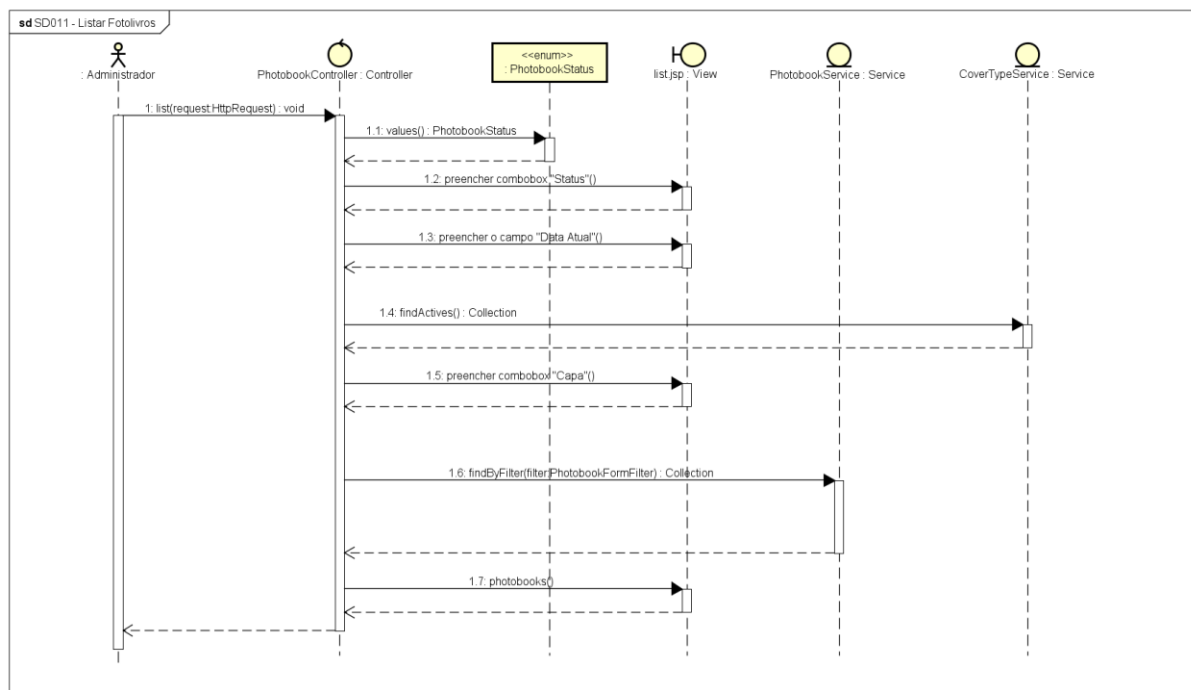 sd SD011 - Listar Fotolivros
: Administrador
PhotobookController : Controller
<<enum>>
: PhotobookStatus
list.jsp : View
PhotobookService : Service
CoverTypeService : Service
1: list(request:HttpRequest) : void
1.1: values() : PhotobookStatus
1.2: preencher combobox "Status"()
1.3: preencher o campo "Data Atual"()
1.4: findActives() : Collection
1.5: preencher combobox "Capa"()
1.6: findByFilter(filter:PhotobookFormFilter) : Collection
1.7: photobooks()